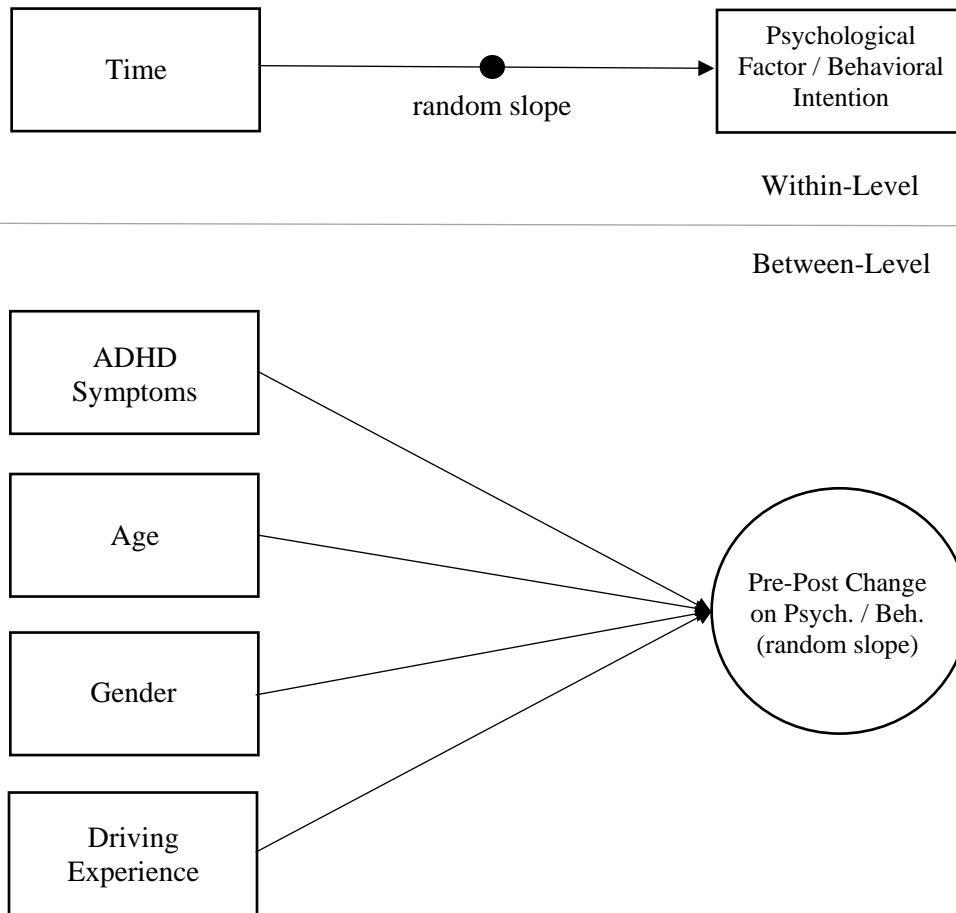 Time
random slope
Psychological
Factor / Behavioral
Intention
Within-Level
Between-Level
ADHD
Symptoms
Age
Gender
Driving
Experience
Pre-Post Change
on Psych. / Beh.
(random slope)